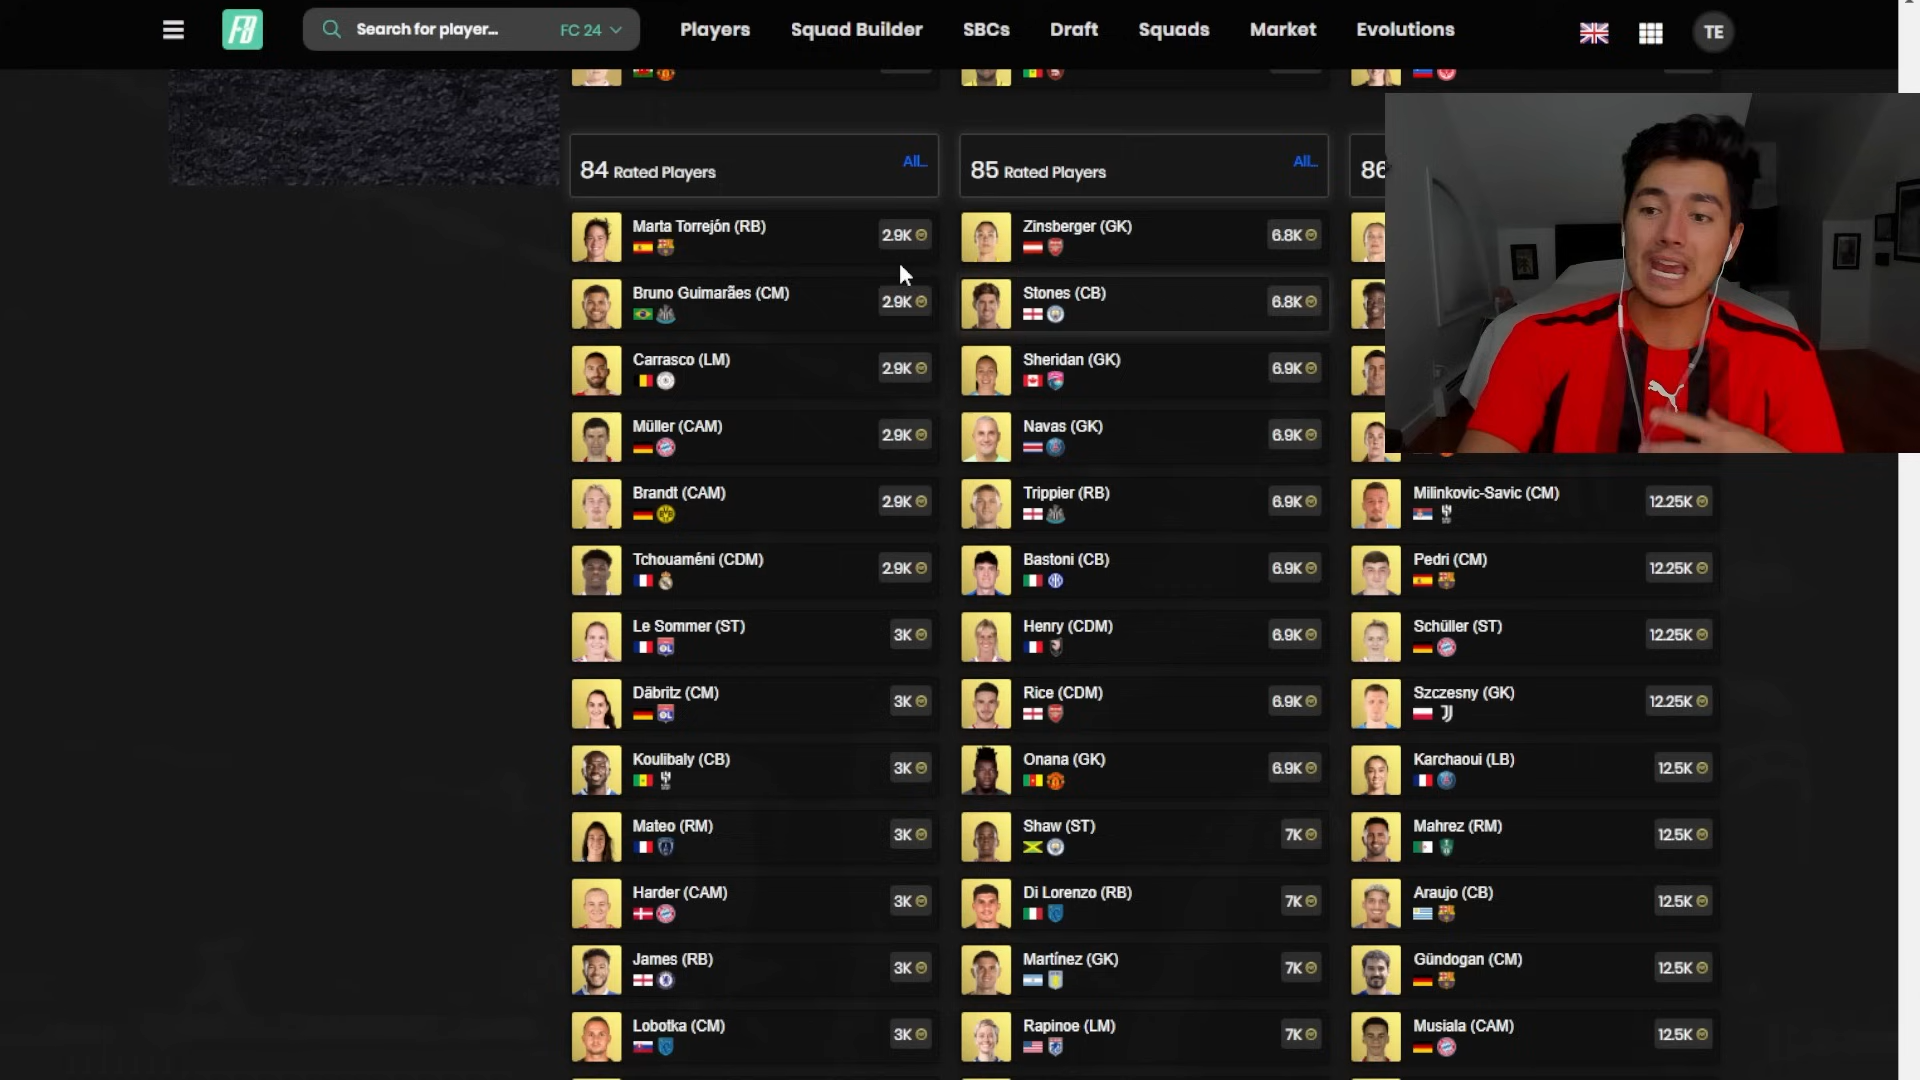 Search for player...
FC 24
Players
Squad Builder
SBCs
Draft
Squads
Market
Evolutions
TE
84 Rated Players
All...
85 Rated Players
All...
86
Marta Torrejón (RB)
2.9K
Zinsberger (GK)
6.8K
Bruno Guimarães (CM)
2.9K
Stones (CB)
6.8K
Carrasco (LM)
2.9K
Sheridan (GK)
6.9K
Müller (CAM)
2.9K
Navas (GK)
6.9K
Brandt (CAM)
2.9K
Trippier (RB)
6.9K
Milinkovic-Savic (CM)
12.25K
Tchouaméni (CDM)
2.9K
Bastoni (CB)
6.9K
Pedri (CM)
12.25K
Le Sommer (ST)
3K
Henry (CDM)
6.9K
Schüller (ST)
12.25K
Däbritz (CM)
3K
Rice (CDM)
6.9K
Szczesny (GK)
12.25K
Koulibaly (CB)
3K
Onana (GK)
6.9K
Karchaoui (LB)
12.5K
Mateo (RM)
3K
Shaw (ST)
7K
Mahrez (RM)
12.5K
Harder (CAM)
3K
Di Lorenzo (RB)
7K
Araujo (CB)
12.5K
James (RB)
3K
Martínez (GK)
7K
Gündogan (CM)
12.5K
Lobotka (CM)
3K
Rapinoe (LM)
7K
Musiala (CAM)
12.5K